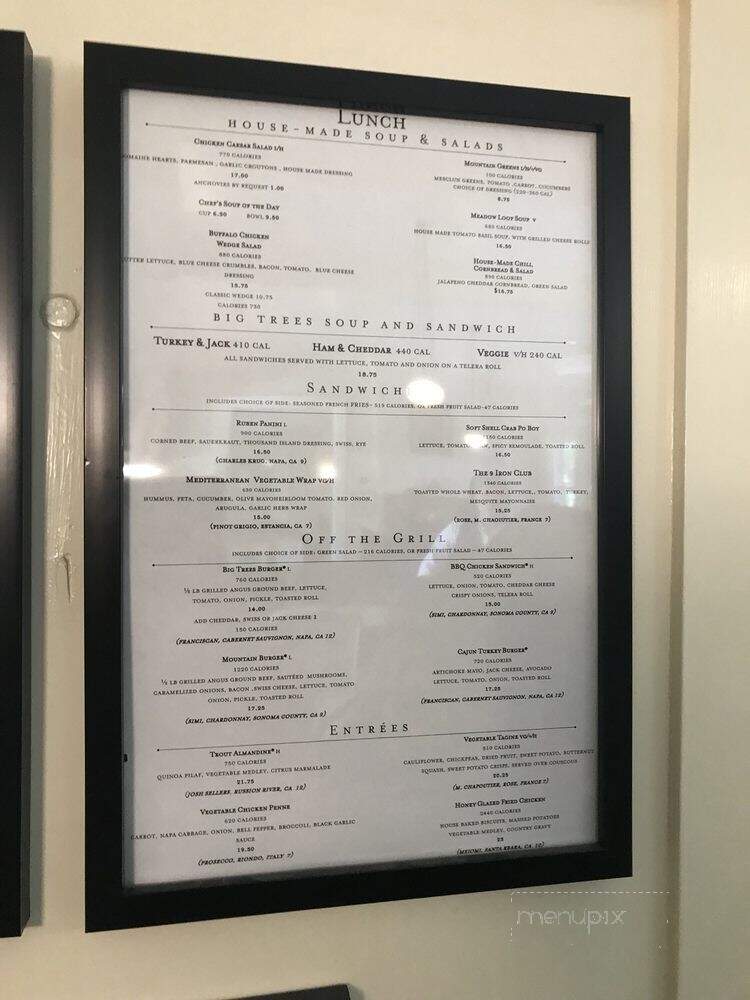 LUNCH
HOUSE-MADE SOUP & SALADS
CHICKEN CAESAR SALAD L/H
770 CALORIES
OMAINE HEARTS, PARMESAN, GARLIC CROUTONS, HOUSE MADE DRESSING
17.00
ANCHOVIES BY REQUEST 1.00
CHEF'S SOUP OF THE DAY
CUP 6.50 BOWL 9.50
BUFFALO CHICKEN
WEDGE SALAD
880 CALORIES
UTTER LETTUCE, BLUE CHEESE CRUMBLES, BACON, TOMATO, BLUE CHEESE
DRESSING
15.75
CLASSIC WEDGE 10.75
CALORIES 730
MOUNTAIN GREENS L/H/V/VG
150 CALORIES
MESCLUN GREENS, TOMATO, CARROT, CUCUMBERS
CHOICE OF DRESSING (220-260 CAL)
8.75
MEADOW LOOP SOUP V
680 CALORIES
HOUSE MADE TOMATO BASIL SOUP, WITH GRILLED CHEESE ROLLS
16.50
HOUSE-MADE CHILI,
CORNBREAD & SALAD
890 CALORIES
JALAPENO CHEDDAR CORNBREAD, GREEN SALAD
$16.75
BIG TREES SOUP AND SANDWICH
TURKEY & JACK 410 CAL HAM & CHEDDAR 440 CAL VEGGIE V/H 240 CAL
ALL SANDWICHES SERVED WITH LETTUCE, TOMATO AND ONION ON A TELERA ROLL
18.75
SANDWICH
INCLUDES CHOICE OF SIDE: SEASONED FRENCH FRIES- 519 CALORIES, OR FRESH FRUIT SALAD-47 CALORIES
RUBEN PANINI L
900 CALORIES
CORNED BEEF, SAUERKRAUT, THOUSAND ISLAND DRESSING, SWISS, RYE
16.50
(CHARLES KRUG, NAPA, CA 9)
MEDITERRANEAN VEGETABLE WRAP VG/H
630 CALORIES
HUMMUS, FETA, CUCUMBER, OLIVE MAYOHEIRLOOM TOMATO, RED ONION,
ARUGULA, GARLIC HERB WRAP
15.00
(PINOT GRIGIO, ESTANCIA, CA 7)
SOFT SHELL CRAB PO BOY
1150 CALORIES
LETTUCE, TOMATO, SPICY REMOULADE, TOASTED ROLL
16.50
THE 9 IRON CLUB
1340 CALORIES
TOASTED WHOLE WHEAT, BACON, LETTUCE, TOMATO, TURKEY,
MESQUITE MAYONNAISE
15.25
(ROSE, M. CHAOUTIER, FRANCE 7)
OFF THE GRILL
INCLUDES CHOICE OF SIDE: GREEN SALAD – 216 CALORIES, OR FRESH FRUIT SALAD – 47 CALORIES
BIG TREES BURGER* L
760 CALORIES
½ LB GRILLED ANGUS GROUND BEEF, LETTUCE,
TOMATO, ONION, PICKLE, TOASTED ROLL
14.00
ADD CHEDDAR, SWISS OR JACK CHEESE 1
150 CALORIES
(FRANCISCAN, CABERNET SAUVIGNON, NAPA, CA 12)
MOUNTAIN BURGER* L
1220 CALORIES
½ LB GRILLED ANGUS GROUND BEEF, SAUTÉED MUSHROOMS,
CARAMELIZED ONIONS, BACON, SWISS CHEESE, LETTUCE, TOMATO
ONION, PICKLE, TOASTED ROLL
17.25
(SIMI, CHARDONNAY, SONOMA COUNTY, CA 9)
BBQ CHICKEN SANDWICH* H
520 CALORIES
LETTUCE, ONION, TOMATO, CHEDDAR CHEESE
CRISPY ONIONS, TELERA ROLL
15.00
(SIMI, CHARDONNAY, SONOMA COUNTY, CA 9)
CAJUN TURKEY BURGER*
720 CALORIES
ARTICHOKE MAYO, JACK CHEESE, AVOCADO
LETTUCE, TOMATO, ONION, TOASTED ROLL
17.25
(FRANCISCAN, CABERNET SAUVIGNON, NAPA, CA 12)
ENTRÉES
TROUT ALMANDINE* H
750 CALORIES
QUINOA PILAF, VEGETABLE MEDLEY, CITRUS MARMALADE
21.75
(JOSH SELLERS, RUSSION RIVER, CA 12)
VEGETABLE CHICKEN PENNE
620 CALORIES
CARROT, NAPA CABBAGE, ONION, BELL PEPPER, BROCCOLI, BLACK GARLIC
SAUCE
19.50
(PROSECCO, RIONDO, ITALY 7)
VEGETABLE TAGINE VG/V/H
510 CALORIES
CAULIFLOWER, CHICKPEAS, DRIED FRUIT, SWEET POTATO, BUTTERNUT
SQUASH, SWEET POTATO CRISPS, SERVED OVER COUSCOUS
20.25
(M. CHAPOUTIER, ROSE, FRANCE 7)
HONEY GLAZED FRIED CHICKEN
2440 CALORIES
HOUSE BAKED BISCUITS, MASHED POTATOES
VEGETABLE MEDLEY, COUNTRY GRAVY
25
(MEIOMI, SANTA BBARA, CA 10)
menupix